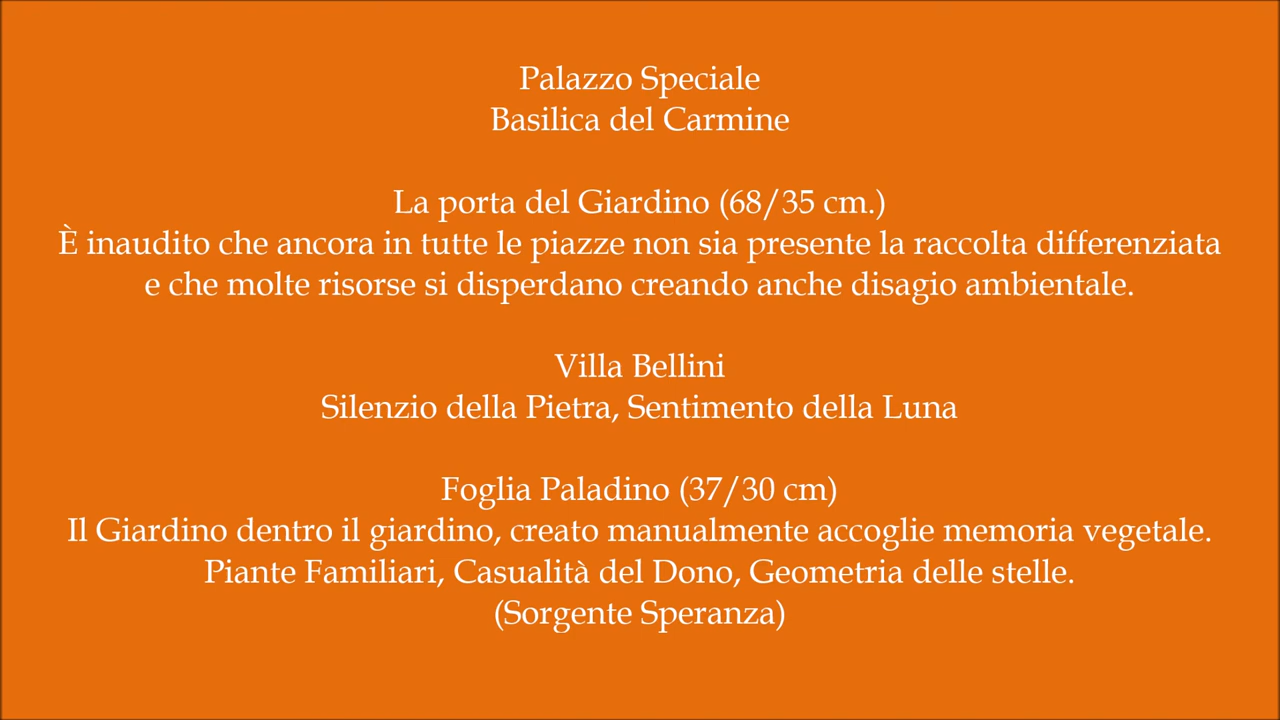 Palazzo Speciale
Basilica del Carmine
La porta del Giardino (68/35 cm.)
È inaudito che ancora in tutte le piazze non sia presente la raccolta differenziata
e che molte risorse si disperdano creando anche disagio ambientale.
Villa Bellini
Silenzio della Pietra, Sentimento della Luna
Foglia Paladino (37/30 cm)
Il Giardino dentro il giardino, creato manualmente accoglie memoria vegetale.
Piante Familiari, Casualità del Dono, Geometria delle stelle.
(Sorgente Speranza)